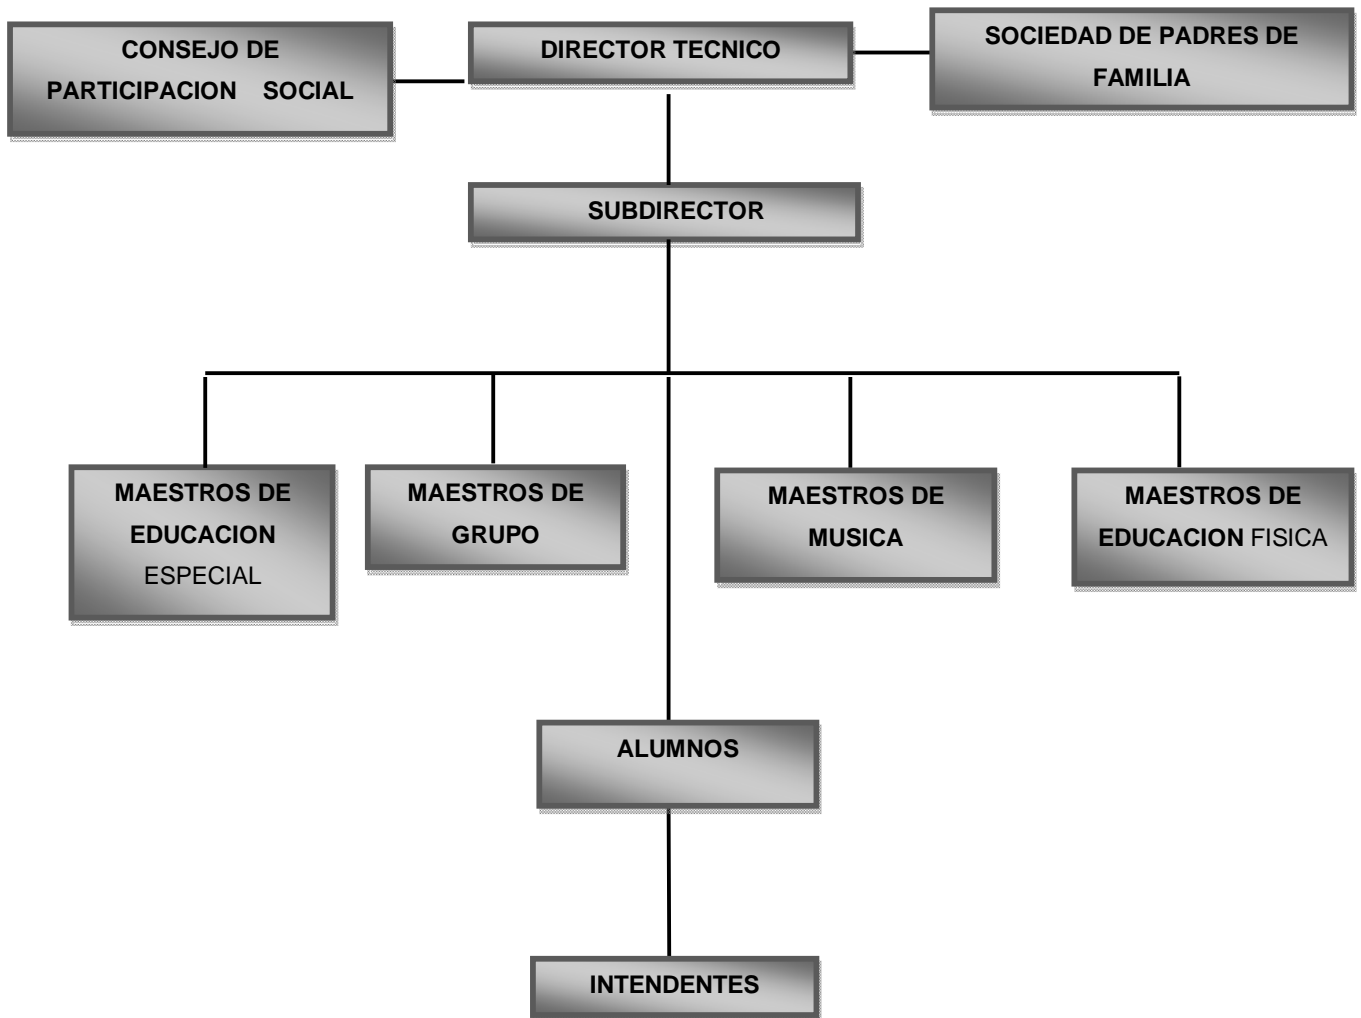 CONSEJO DE
PARTICIPACION SOCIAL
DIRECTOR TECNICO
SOCIEDAD DE PADRES DE
FAMILIA
SUBDIRECTOR
MAESTROS DE
EDUCACION
ESPECIAL
MAESTROS DE
GRUPO
MAESTROS DE
MUSICA
MAESTROS DE
EDUCACION FISICA
ALUMNOS
INTENDENTES